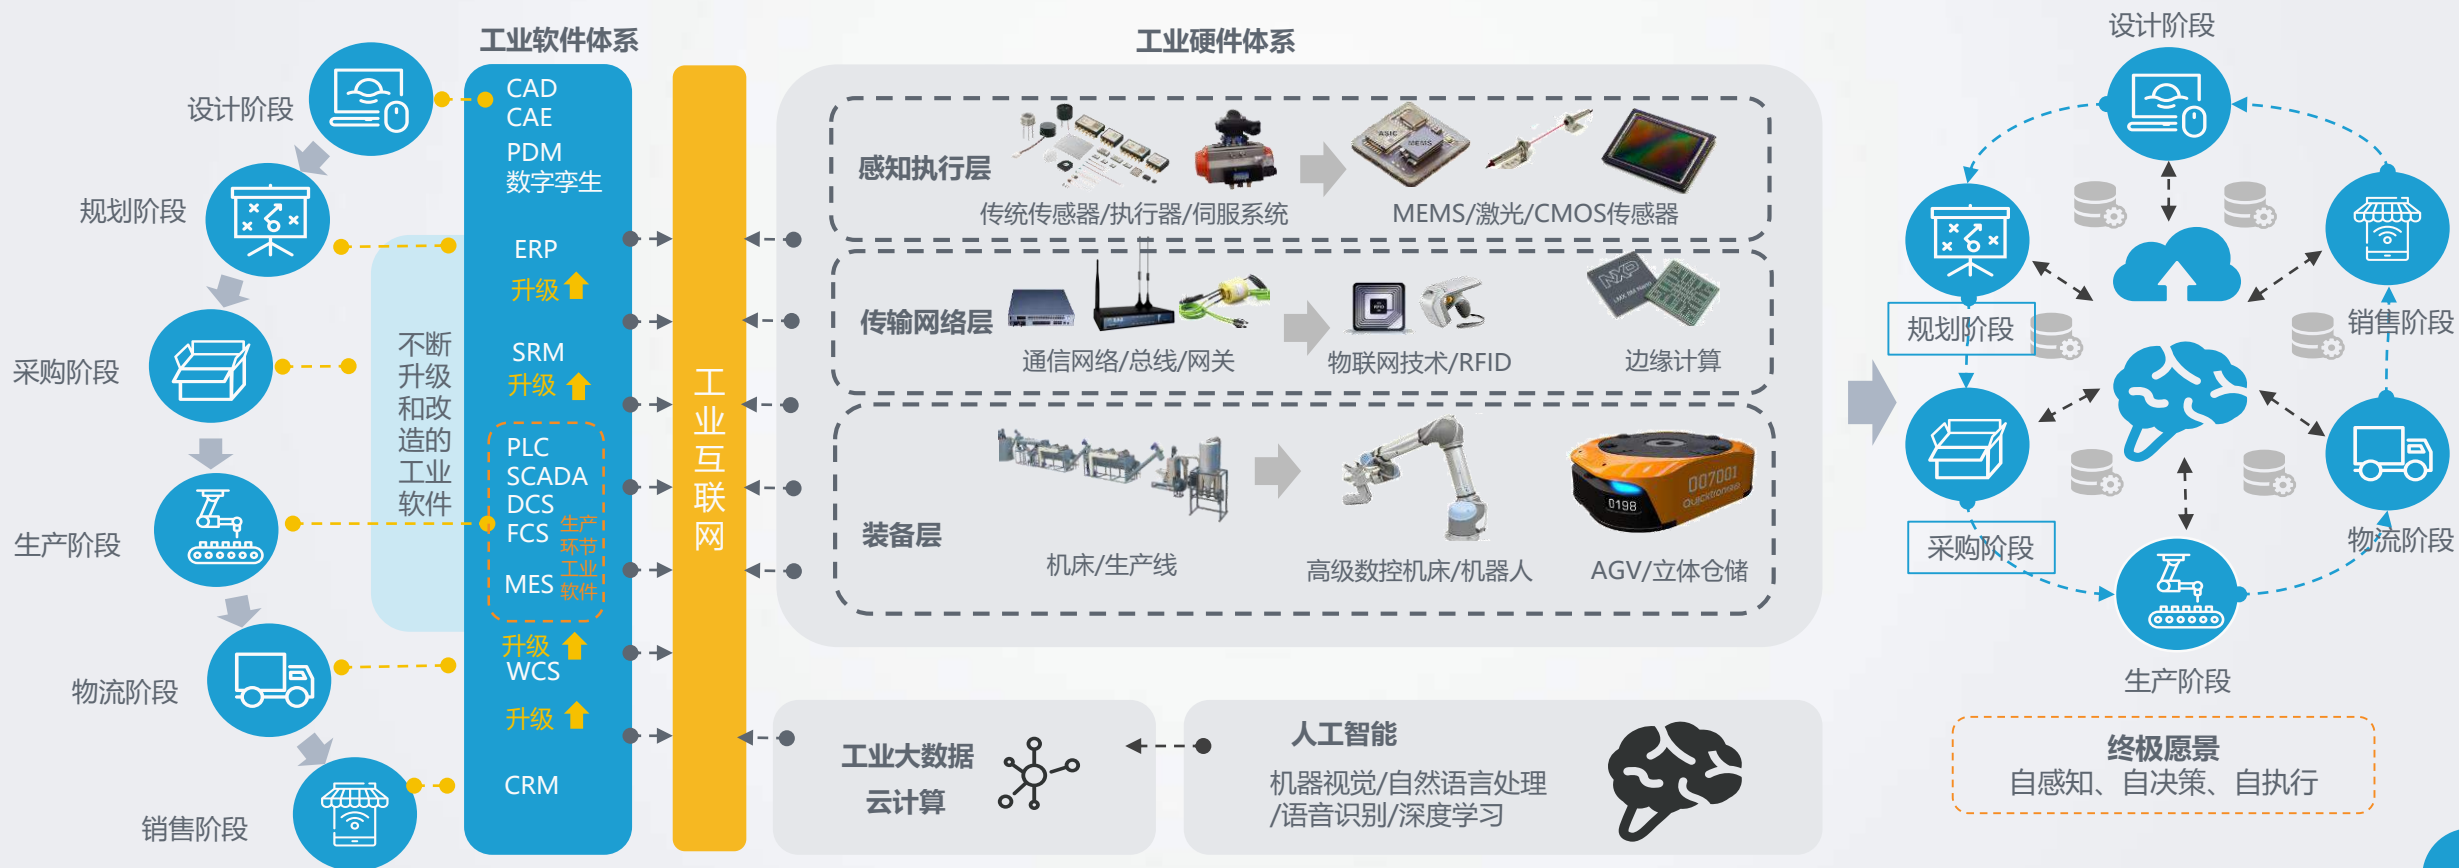 工业软件体系
工业硬件体系
设计阶段
规划阶段
采购阶段
生产阶段
物流阶段
销售阶段
不断
升级
和改
造的
工业
软件
CAD
CAE
PDM
数字孪生
ERP
升级
SRM
升级
PLC
SCADA
DCS
FCS
MES
生产
环节
工业
软件
升级
WCS
升级
CRM
工
业
互
联
网
感知执行层
ASIC
MEMS
传统传感器/执行器/伺服系统
MEMS/激光/CMOS传感器
传输网络层
NXP
通信网络/总线/网关
物联网技术/RFID
边缘计算
装备层
007001
Quicktron
0198
机床/生产线
高级数控机床/机器人
AGV/立体仓储
工业大数据
云计算
人工智能
机器视觉/自然语言处理
/语音识别/深度学习
设计阶段
规划阶段
销售阶段
采购阶段
物流阶段
生产阶段
终极愿景
自感知、自决策、自执行